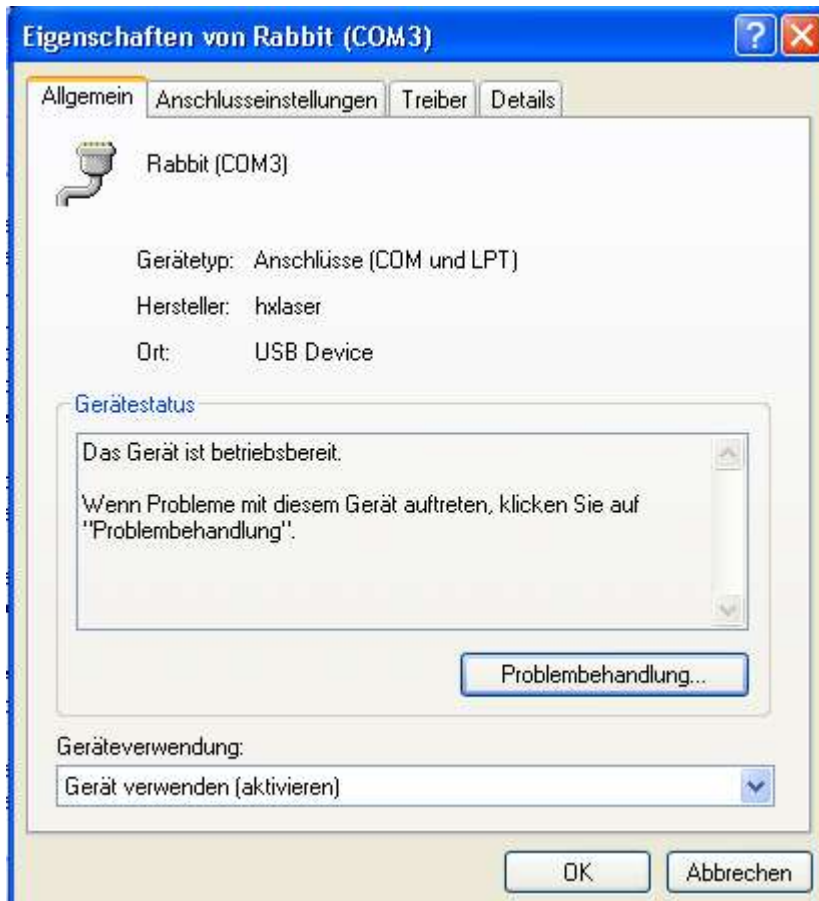 Eigenschaften von Rabbit (COM3)
Allgemein Anschlusseinstellungen Treiber Details
Rabbit (COM3)
Gerätetyp: Anschlüsse (COM und LPT)
Hersteller: hxlaser
Ort: USB Device
Gerätestatus
Das Gerät ist betriebsbereit.
Wenn Probleme mit diesem Gerät auftreten, klicken Sie auf
"Problembehandlung".
Problembehandlung...
Geräteverwendung:
Gerät verwenden (aktivieren)
OK Abbrechen